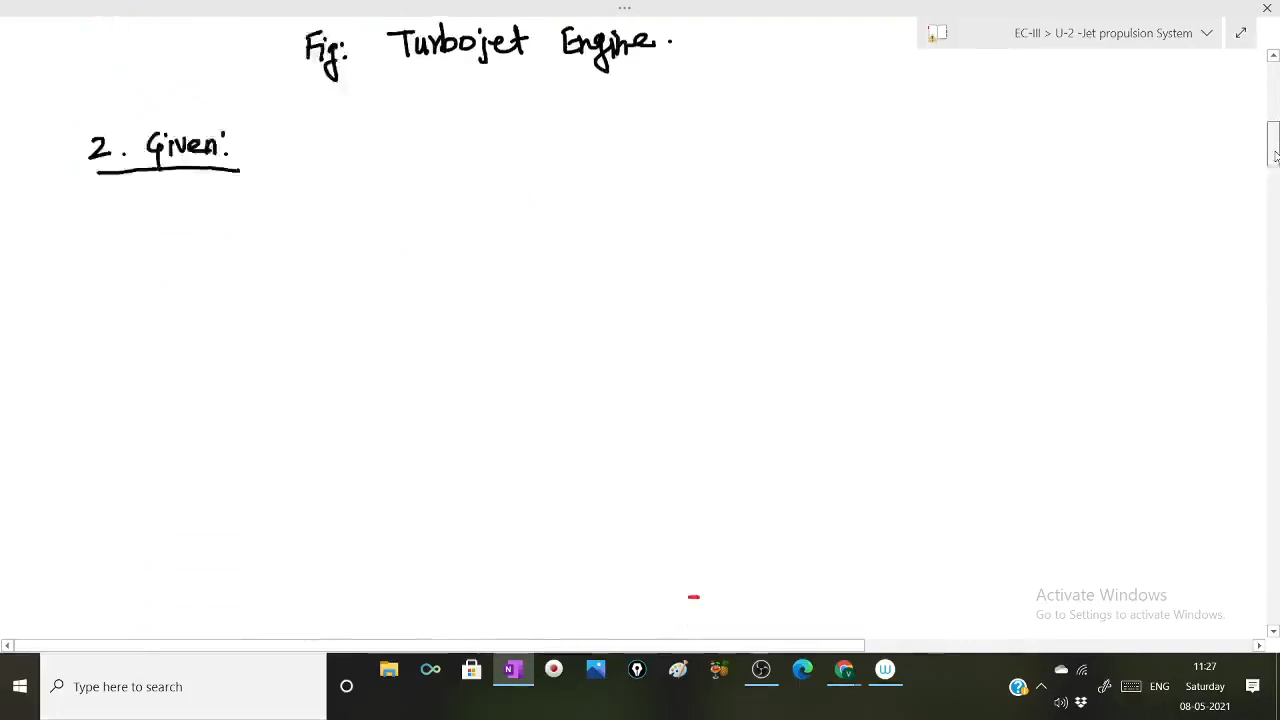 EC-III > U-2 -Jet propulsion System
Fig: Turbojet Engine.
2. Given:
Activate Windows
Go to Settings to activate Windows.
Type here to search
ENG
11:27
Saturday
08-05-2021